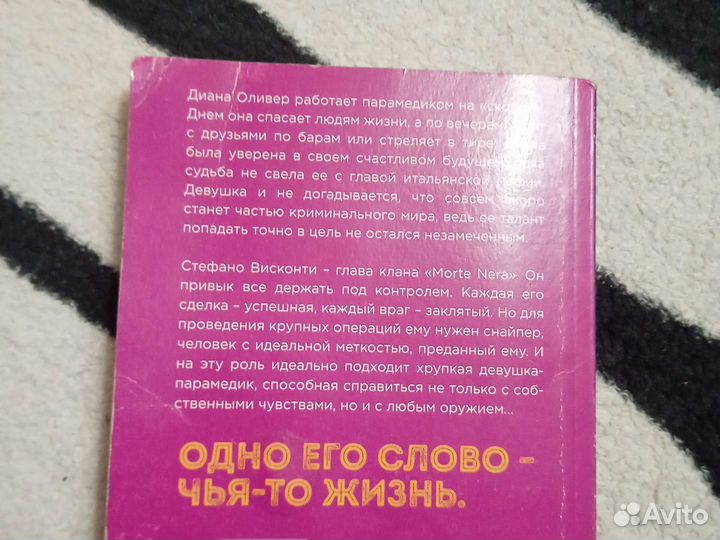 Диана Оливер работает парамедиком на
Днем она спасает людям жизни, а по вечерам
с друзьями по барам или стреляет в тире
была уверена в своем счастливом будущем
судьба не свела ее с главой итальянской
Девушка и не догадывается, что совсем скоро
станет частью криминального мира, ведь ее талант
попадать точно в цель не остался незамеченным.
Стефано Висконти – глава клана «Morte Nera». Он
привык все держать под контролем. Каждая его
сделка – успешная, каждый враг – заклятый. Но для
проведения крупных операций ему нужен снайпер,
человек с идеальной меткостью, преданный ему. И
на эту роль идеально подходит хрупкая девушка-
парамедик, способная справиться не только с соб-
ственными чувствами, но и с любым оружием...
ОДНО ЕГО СЛОВО –
ЧЬЯ-ТО ЖИЗНЬ.
Avito